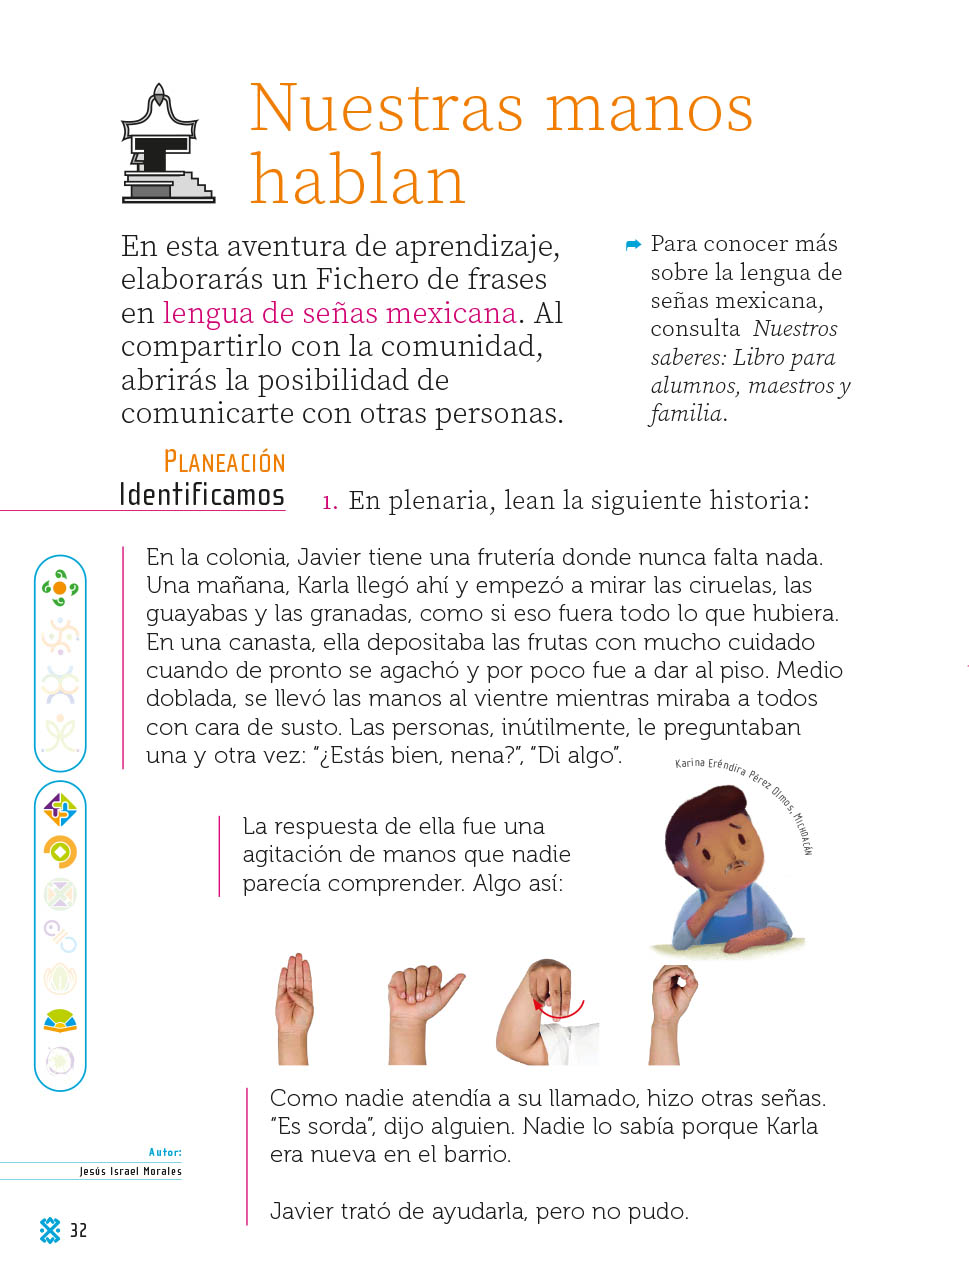 Nuestras manos
hablan
En esta aventura de aprendizaje,
elaborarás un Fichero de frases
en lengua de señas mexicana. Al
compartirlo con la comunidad,
abrirás la posibilidad de
comunicarte con otras personas.
Para conocer más
sobre la lengua de
señas mexicana,
consulta Nuestros
saberes: Libro para
alumnos, maestros y
familia.
PLANEACIÓN
Identificamos
1. En plenaria, lean la siguiente historia:
En la colonia, Javier tiene una frutería donde nunca falta nada.
Una mañana, Karla llegó ahí y empezó a mirar las ciruelas, las
guayabas y las granadas, como si eso fuera todo lo que hubiera.
En una canasta, ella depositaba las frutas con mucho cuidado
cuando de pronto se agachó y por poco fue a dar al piso. Medio
doblada, se llevó las manos al vientre mientras miraba a todos
con cara de susto. Las personas, inútilmente, le preguntaban
una y otra vez: “¿Estás bien, nena?”, “Di algo”.
Karina Eréndira Pérez Olmos, MICHOACÁN
La respuesta de ella fue una
agitación de manos que nadie
parecía comprender. Algo así:
Como nadie atendía a su llamado, hizo otras señas.
“Es sorda”, dijo alguien. Nadie lo sabía porque Karla
era nueva en el barrio.
Javier trató de ayudarla, pero no pudo.
Autor:
Jesús Israel Morales
32